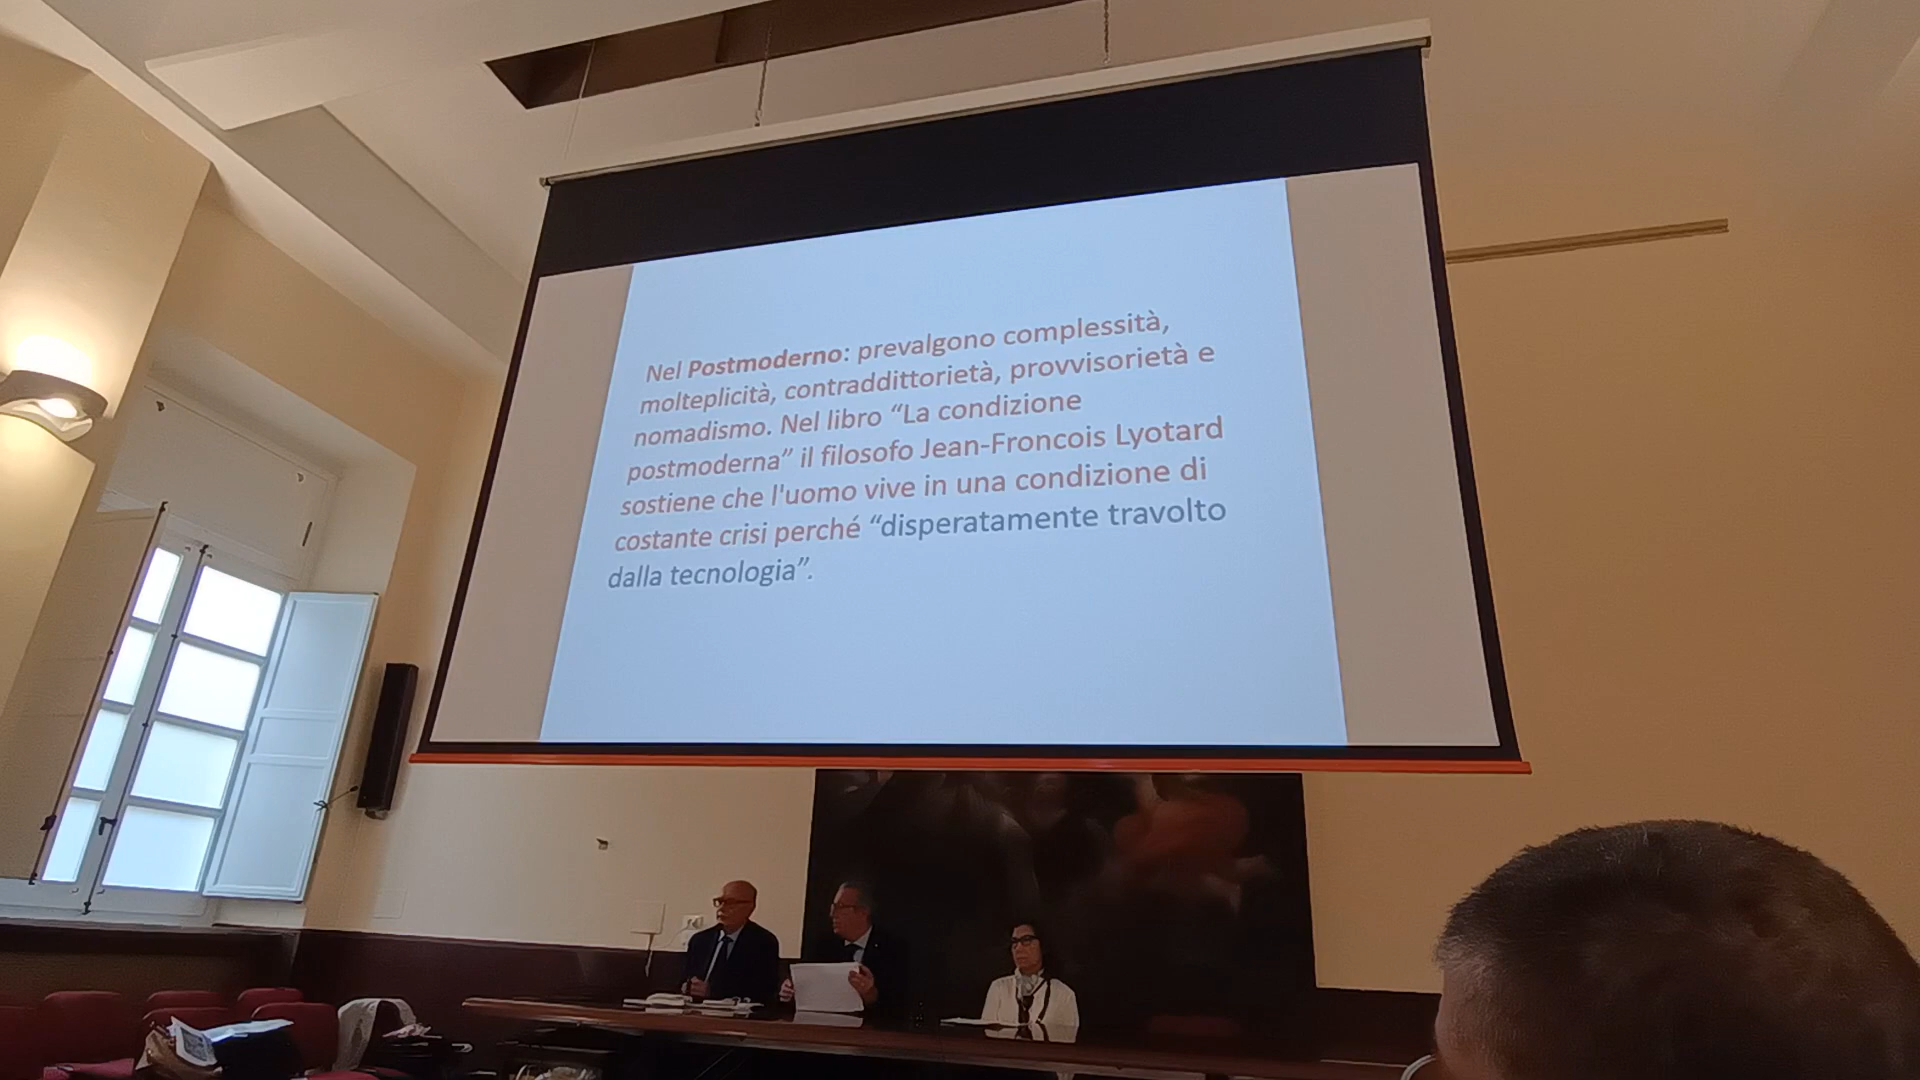 Nel Postmoderno: prevalgono complessità,
molteplicità, contraddittorietà, provvisorietà e
nomadismo. Nel libro “La condizione
postmoderna” il filosofo Jean-Froncois Lyotard
sostiene che l'uomo vive in una condizione di
costante crisi perché “disperatamente travolto
dalla tecnologia”.